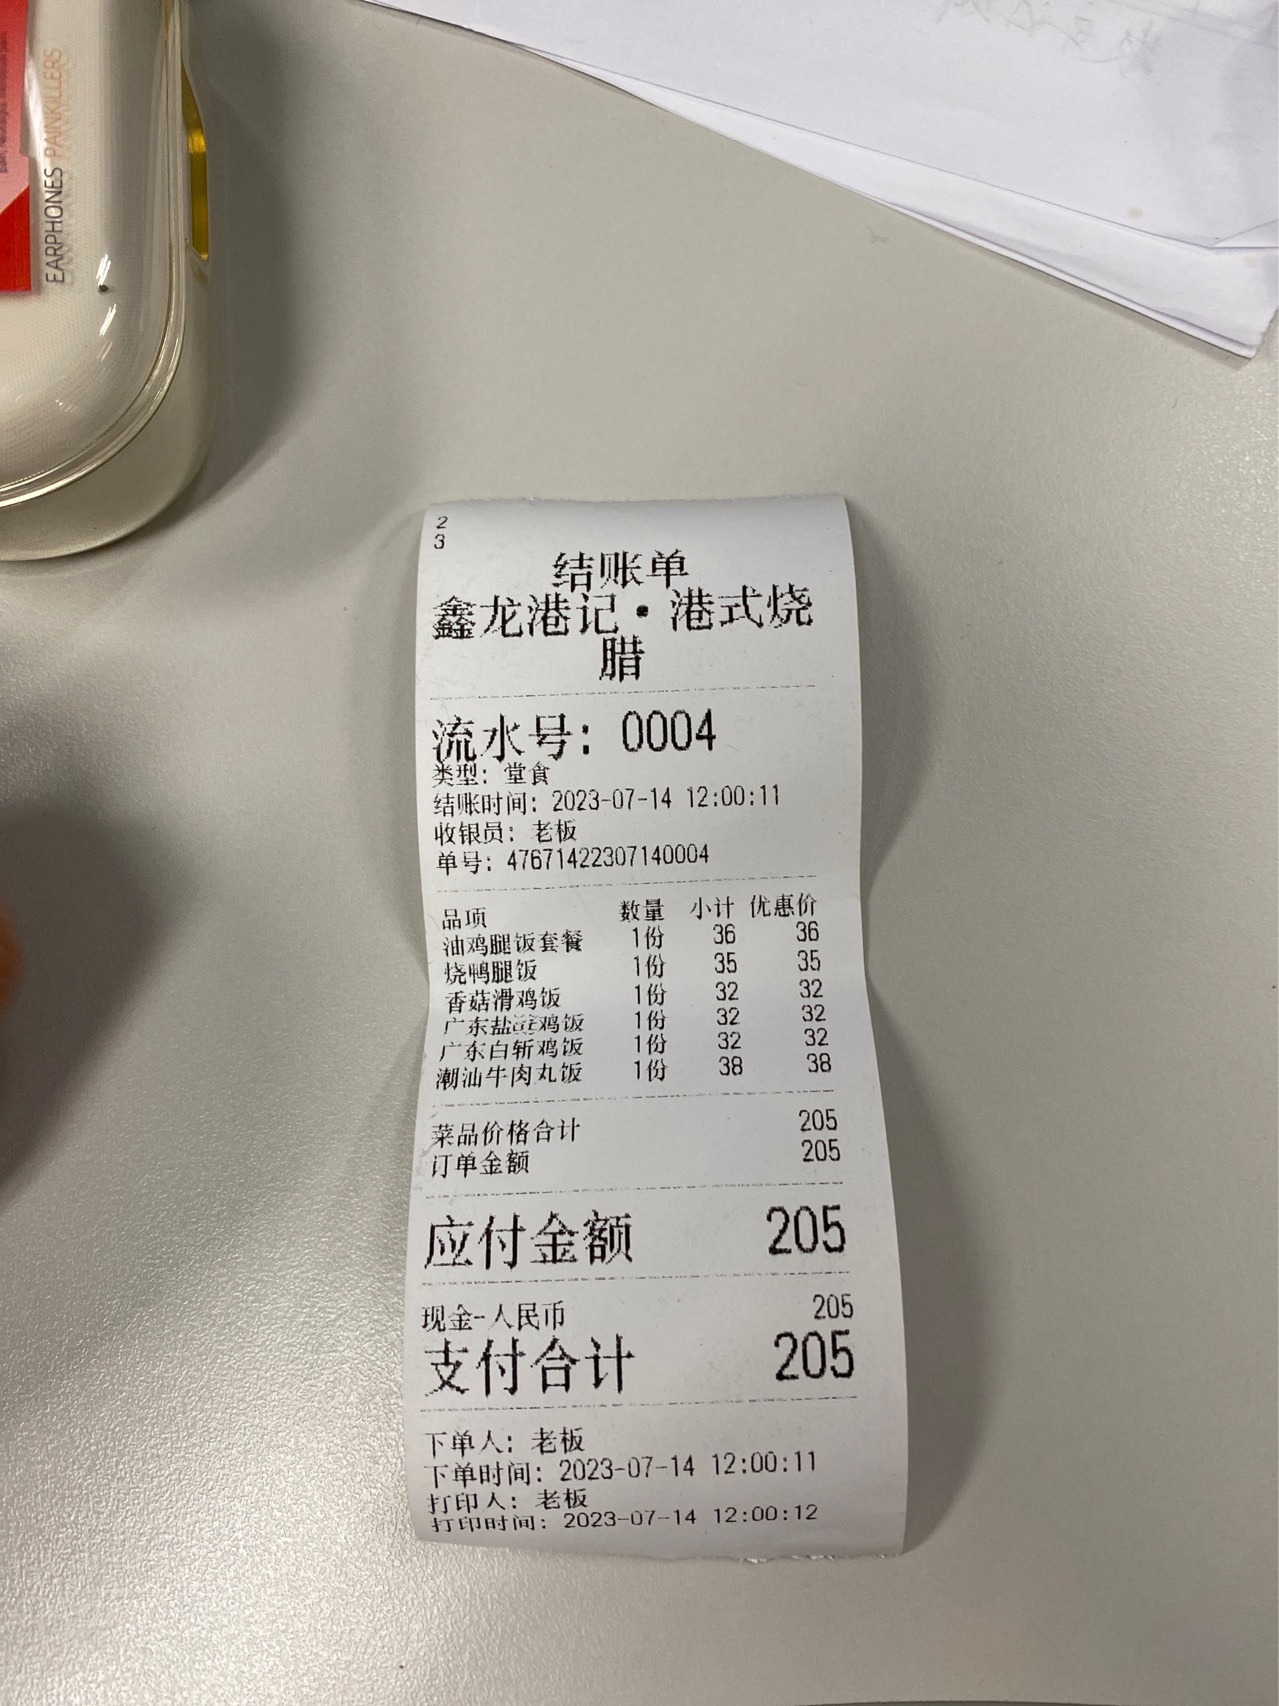 EARPHONES PAINKILLERS
2
3
结账单
鑫龙港记·港式烧
腊
流水号: 0004
类型: 堂食
结账时间: 2023-07-14 12:00:11
收银员: 老板
单号: 47671422307140004
品项 数量 小计 优惠价
油鸡腿饭套餐 1份 36 36
烧鸭腿饭 1份 35 35
香菇滑鸡饭 1份 32 32
广东盐焗鸡饭 1份 32 32
广东白斩鸡饭 1份 32 32
潮汕牛肉丸饭 1份 38 38
菜品价格合计 205
订单金额 205
应付金额 205
现金-人民币 205
支付合计 205
下单人: 老板
下单时间: 2023-07-14 12:00:11
打印人: 老板
打印时间: 2023-07-14 12:00:12